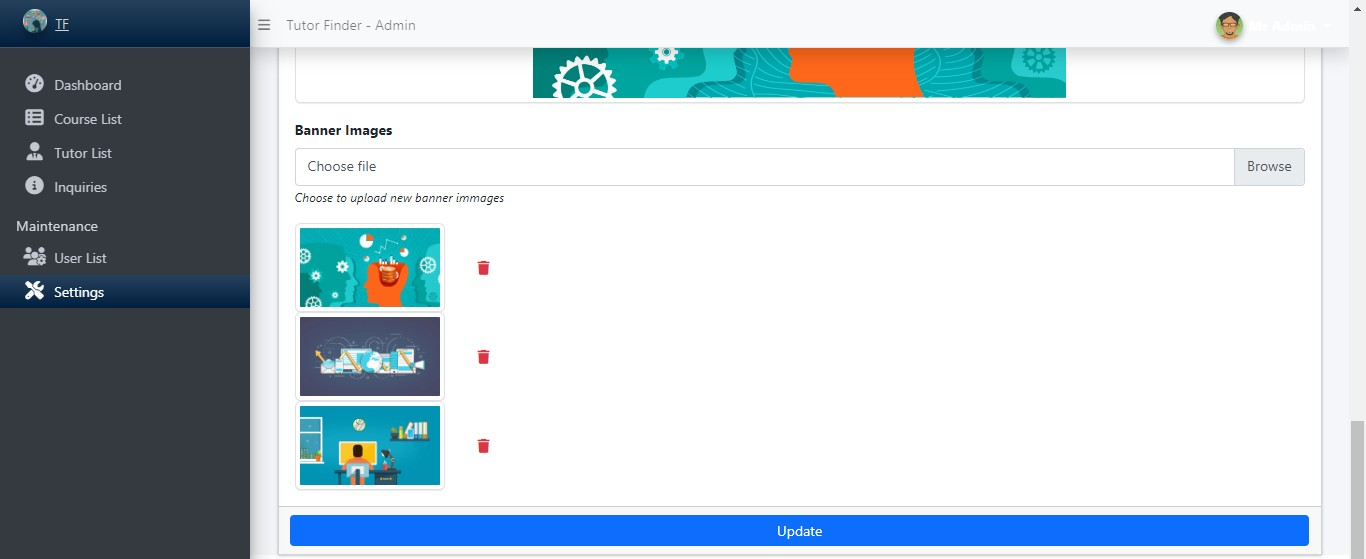 TF
Tutor Finder - Admin
Mr Admin
Dashboard
Course List
Tutor List
Inquiries
Maintenance
User List
Settings
Banner Images
Choose file
Browse
Choose to upload new banner immages
Update